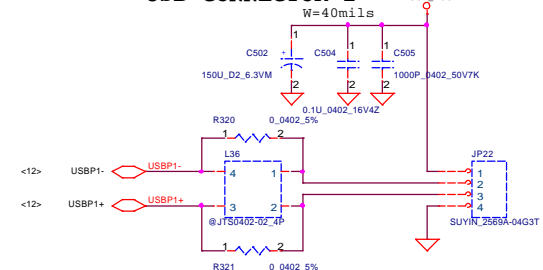 W=40mils
1 1 1
C502 + C504 C505
150U_D2_6.3VM 1000P_0402_50V7K
2 2 2
0.1U_0402_16V4Z
R320 0_0402_5%
1 2
L36 JP22
<12> USBP1- USBP1- 4 1 1
2
<12> USBP1+ USBP1+ 3 2 3
4
@JTS0402-02_4P SUYIN_2569A-04G3T
1 2
R321 0_0402_5%